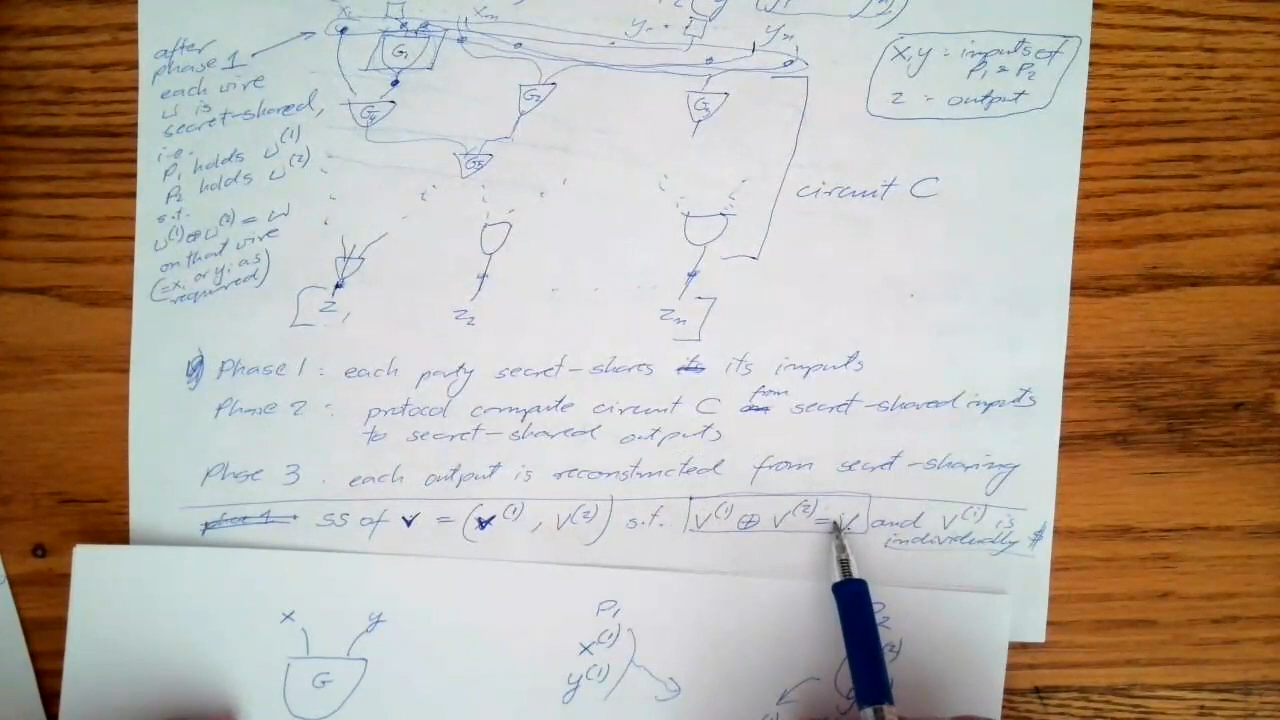 x₁
xₙ
yₙ
X,y = inputs of
P₁ & P₂
z = output
after
phase 1
each wire
w is
secret-shared,
i.e.
P₁ holds w⁽¹⁾
P₂ holds w⁽²⁾
s.t.
w⁽¹⁾ ⊕ w⁽²⁾ = w
on that wire
(=xᵢ or yᵢ as
required)
G₁
G₂
G₃
G₄
G₅
circuit C
z₁
z₂
zₙ
Phase 1 : each party secret-shares its inputs
Phase 2 : protocol compute circuit C from secret-shared inputs
to secret-shared outputs
Phase 3 . each output is reconstructed from secret-sharing
SS of v = (v⁽¹⁾, v⁽²⁾) s.t. v⁽¹⁾ ⊕ v⁽²⁾ = v and v⁽ⁱ⁾ is
individually $
x y
G
P₁
x⁽¹⁾
y⁽¹⁾